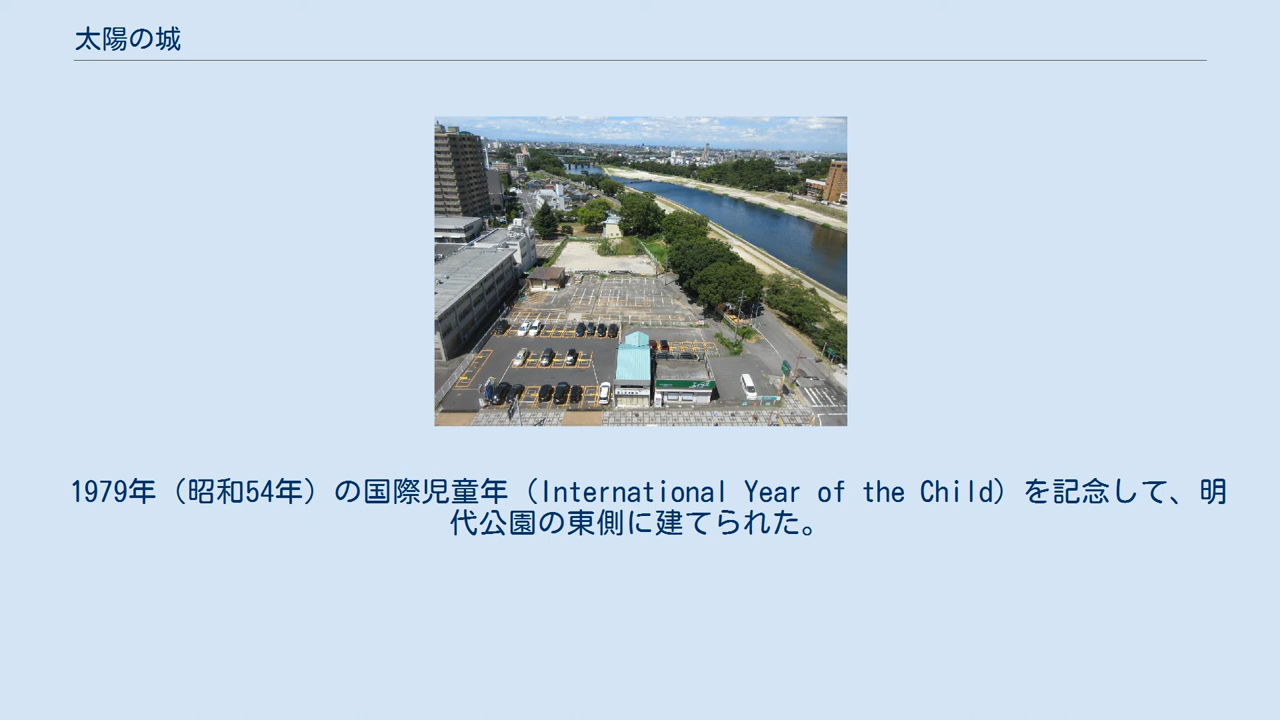 太陽の城
1979年（昭和54年）の国際児童年（International Year of the Child）を記念して、明
代公園の東側に建てられた。